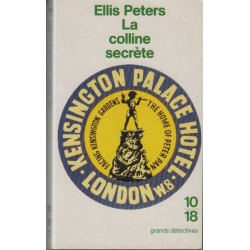 Ellis Peters
La
colline
secrète
KENSINGTON PALACE HOTEL
FACING KENSINGTON GARDENS
THE HOME OF PETER PAN
LONDON W8
10
18
grands détectives